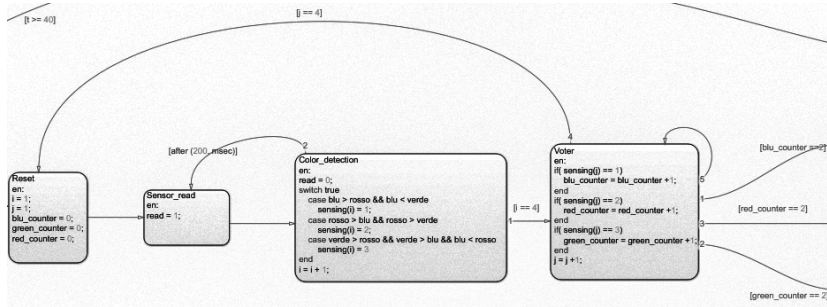 [t >= 40]
[j == 4]
[after (200, msec)]
2
4
Reset
en:
i = 1;
j = 1;
blu_counter = 0;
green_counter = 0;
red_counter = 0;
Sensor_read
en:
read = 1;
Color_detection
en:
read = 0;
switch true
case blu > rosso && blu < verde
sensing(i) = 1;
case rosso > blu && rosso > verde
sensing(i) = 2;
case verde > rosso && verde > blu && blu < rosso
sensing(i) = 3
end
i = i + 1;
1
[i == 4]
Voter
en:
if( sensing(j) == 1)
blu_counter = blu_counter +1;
end
if( sensing(j) == 2)
red_counter = red_counter +1;
end
if( sensing(j) == 3)
green_counter = green_counter +1;
end
j = j +1;
5
1
3
2
[blu_counter == 2]
[red_counter == 2]
[green_counter == 2]